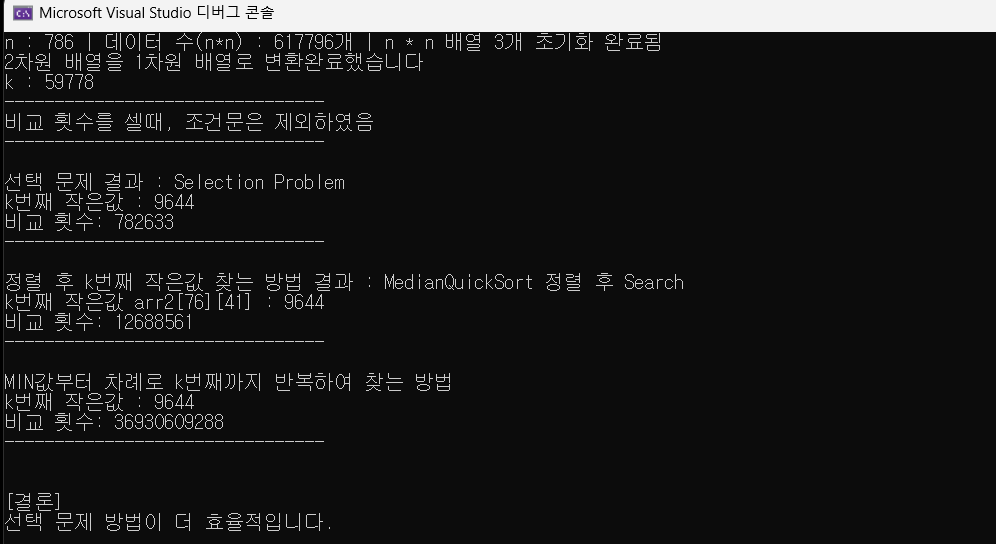 Microsoft Visual Studio 디버그 콘솔
n : 786 | 데이터 수(n*n) : 617796개 | n * n 배열 3개 초기화 완료됨
2차원 배열을 1차원 배열로 변환완료했습니다
k : 59778
--------------------------------
비교 횟수를 셀때, 조건문은 제외하였음
--------------------------------
선택 문제 결과 : Selection Problem
k번째 작은값 : 9644
비교 횟수: 782633
--------------------------------
정렬 후 k번째 작은값 찾는 방법 결과 : MedianQuickSort 정렬 후 Search
k번째 작은값 arr2[76][41] : 9644
비교 횟수: 12688561
--------------------------------
MIN값부터 차례로 k번째까지 반복하여 찾는 방법
k번째 작은값 : 9644
비교 횟수: 36930609288
--------------------------------
[결론]
선택 문제 방법이 더 효율적입니다.